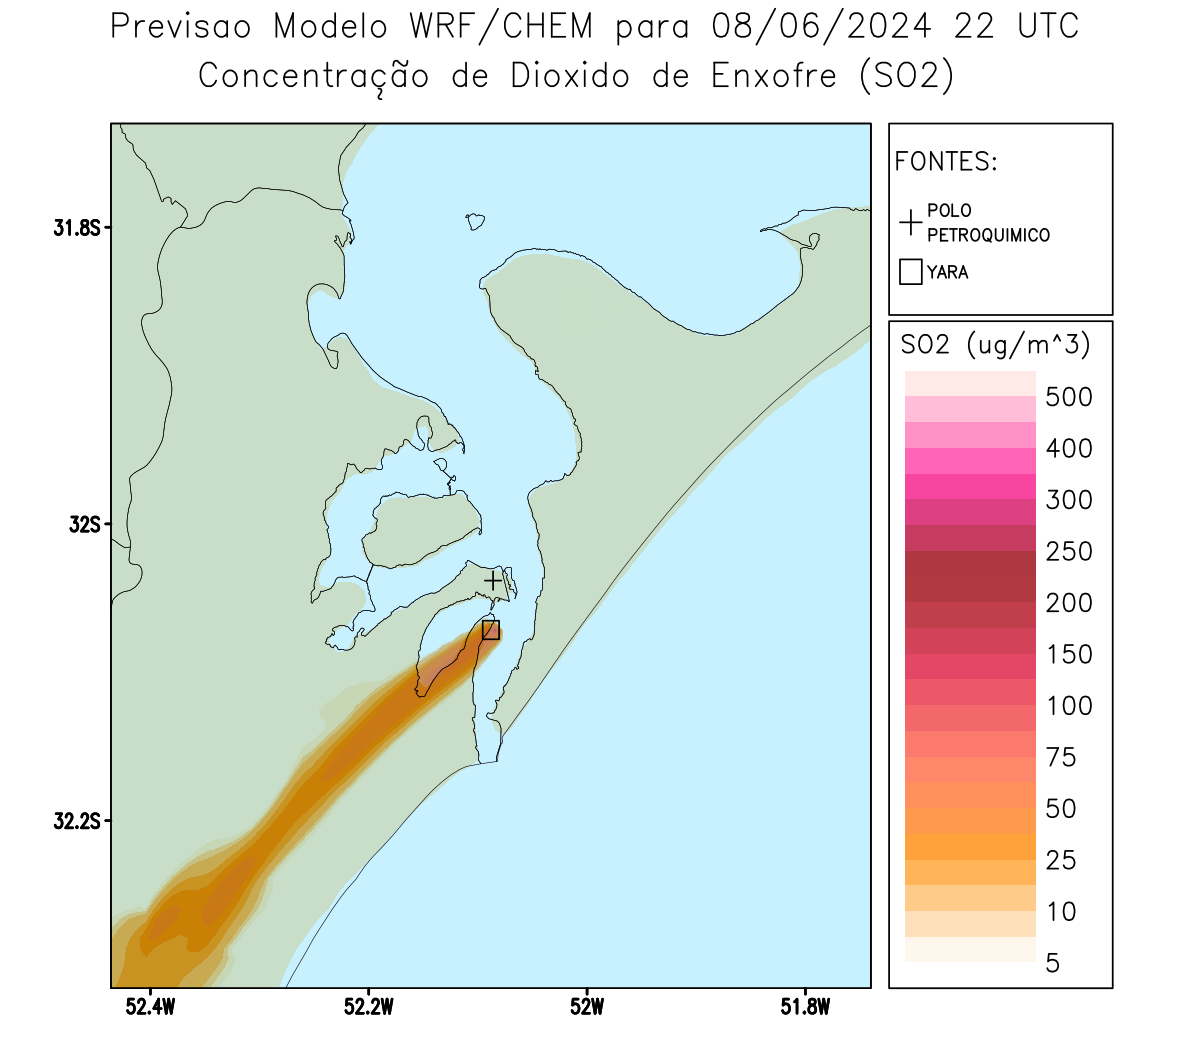 Previsao Modelo WRF/CHEM para 08/06/2024 22 UTC
Concentração de Dioxido de Enxofre (SO2)
FONTES:
POLO
PETROQUIMICO
YARA
SO2 (ug/m^3)
500
400
300
250
200
150
100
75
50
25
10
5
31.8S
32S
32.2S
52.4W
52.2W
52W
51.8W